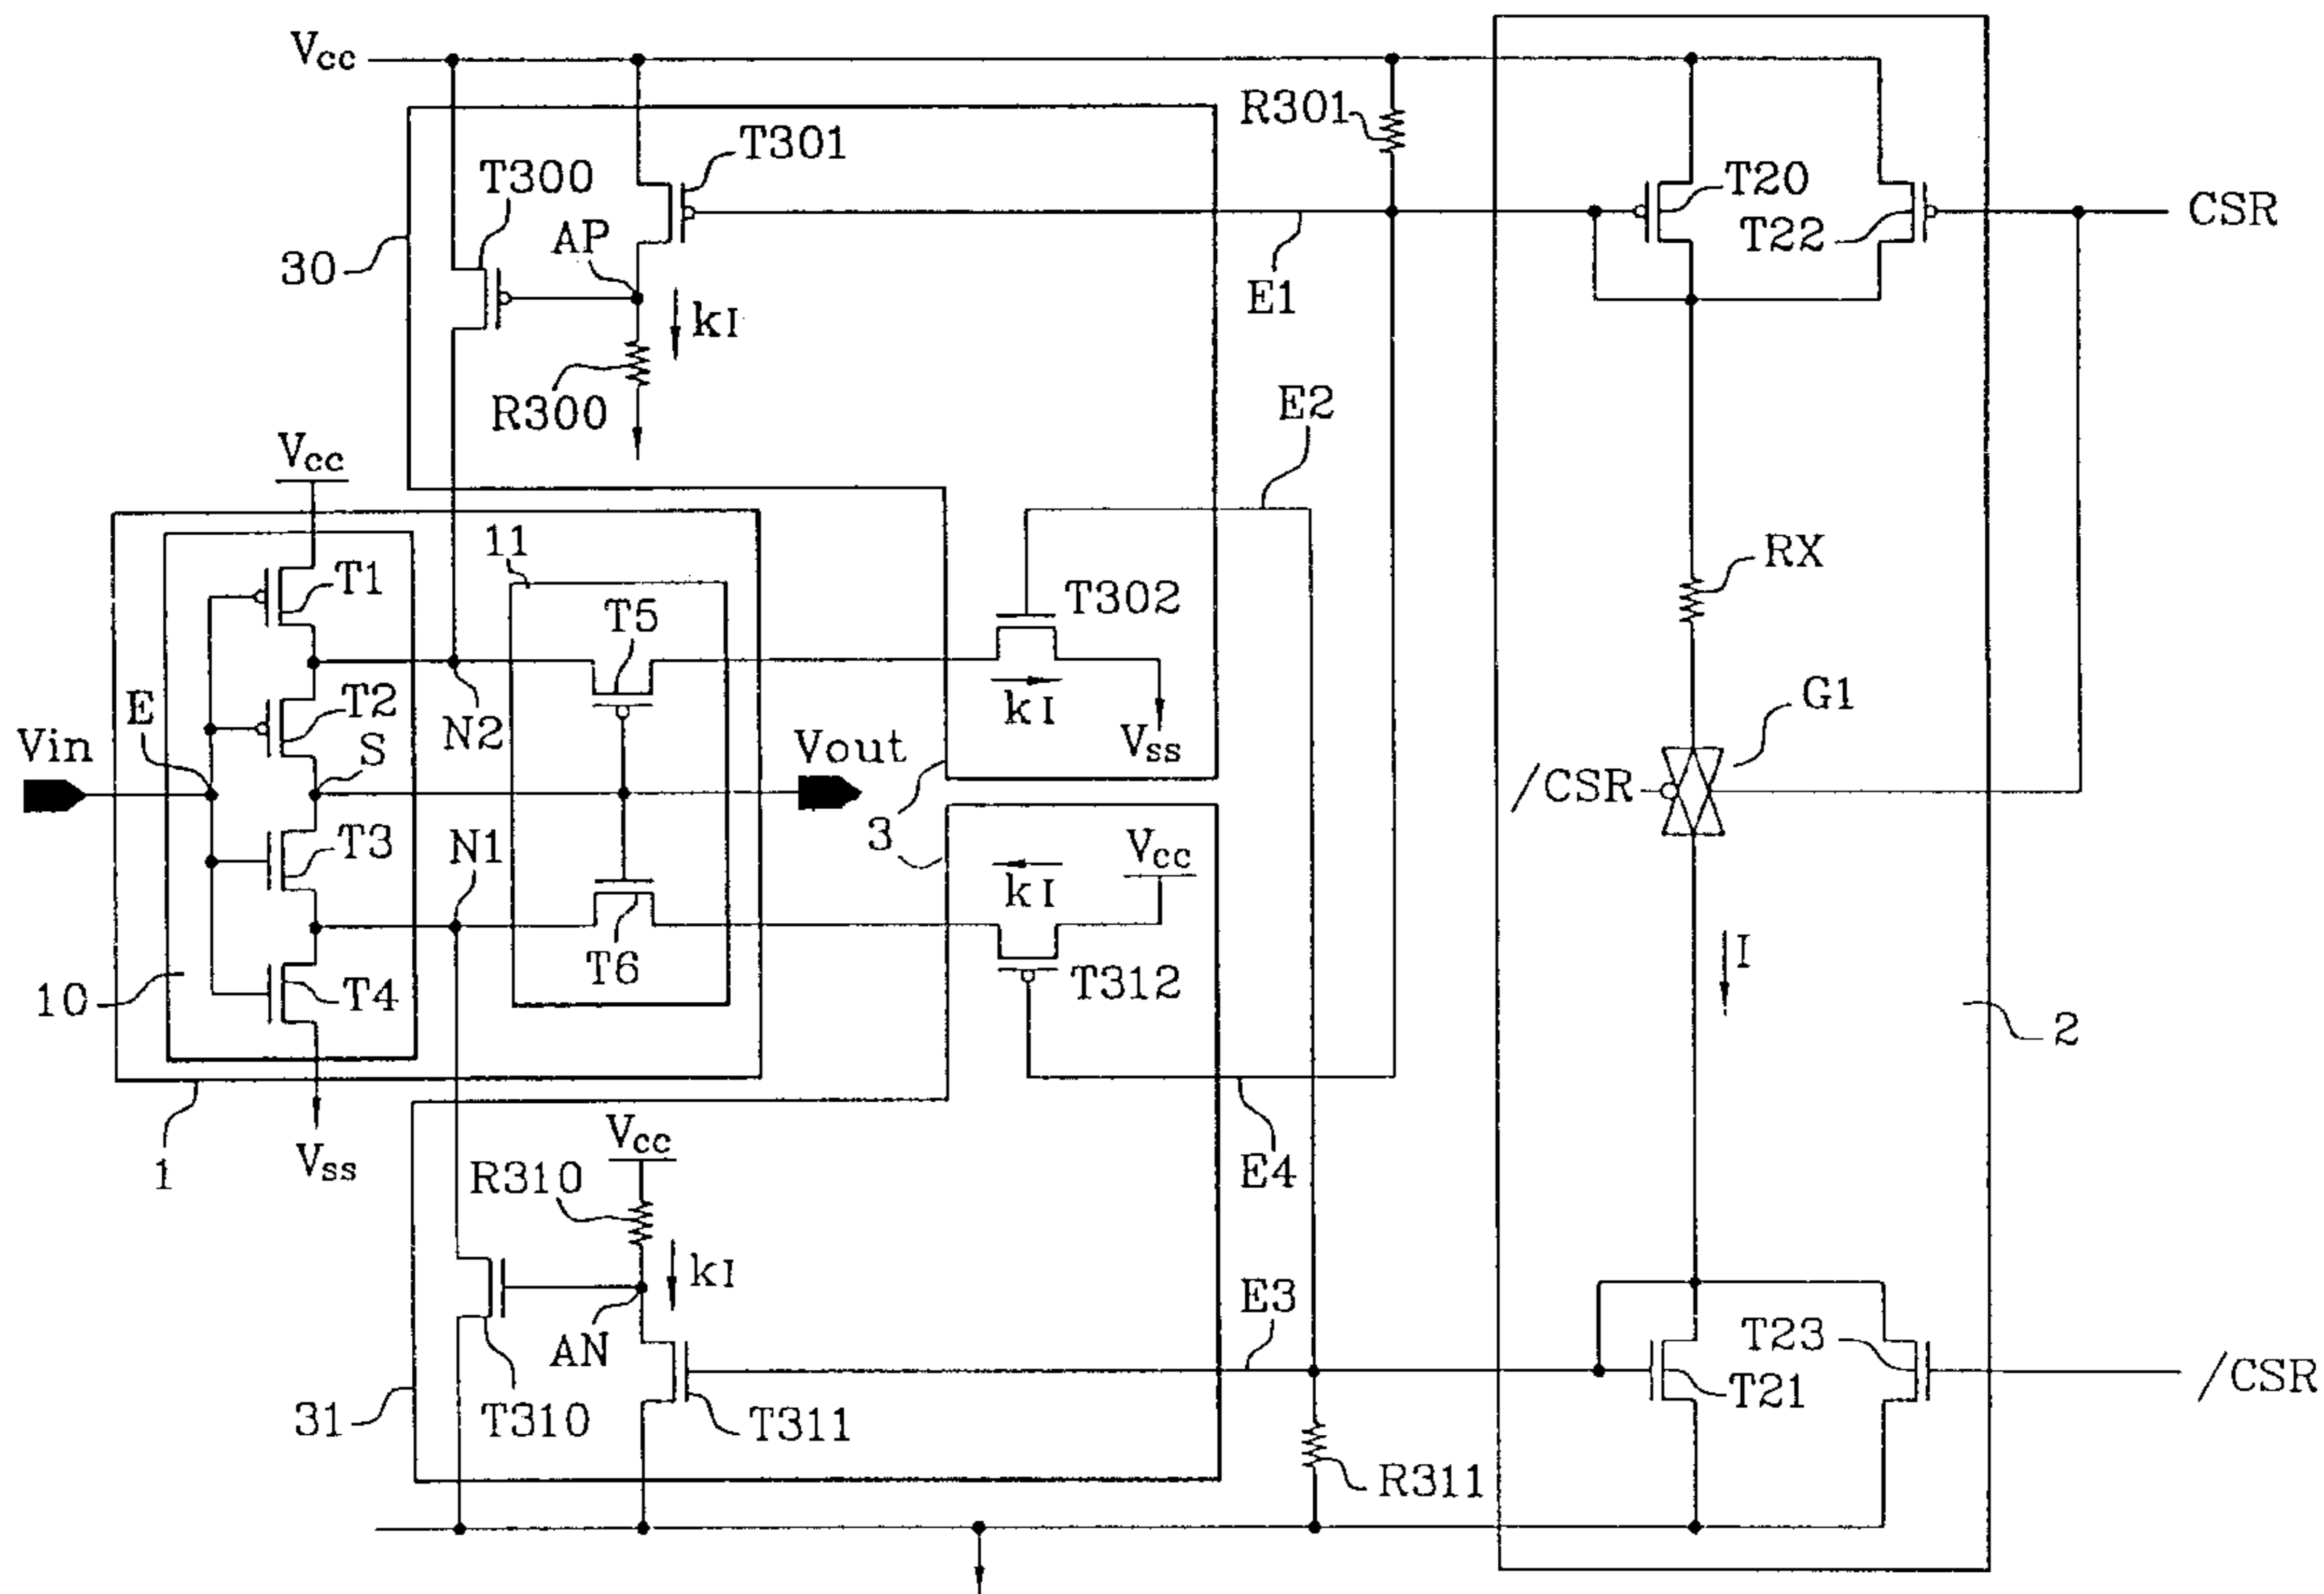 Vcc
R301
T301
T300
T20
T22
CSR
AP
30
E1
kI
R300
E2
Vcc
11
RX
T1
T5
T302
T2
E
N2
kI
G1
Vin
S
Vout
Vss
/CSR
T3
N1
3
Vcc
kI
T6
T4
T312
I
10
2
Vcc
1
Vss
R310
E4
kI
E3
AN
T23
T21
/CSR
31
T310
T311
R311